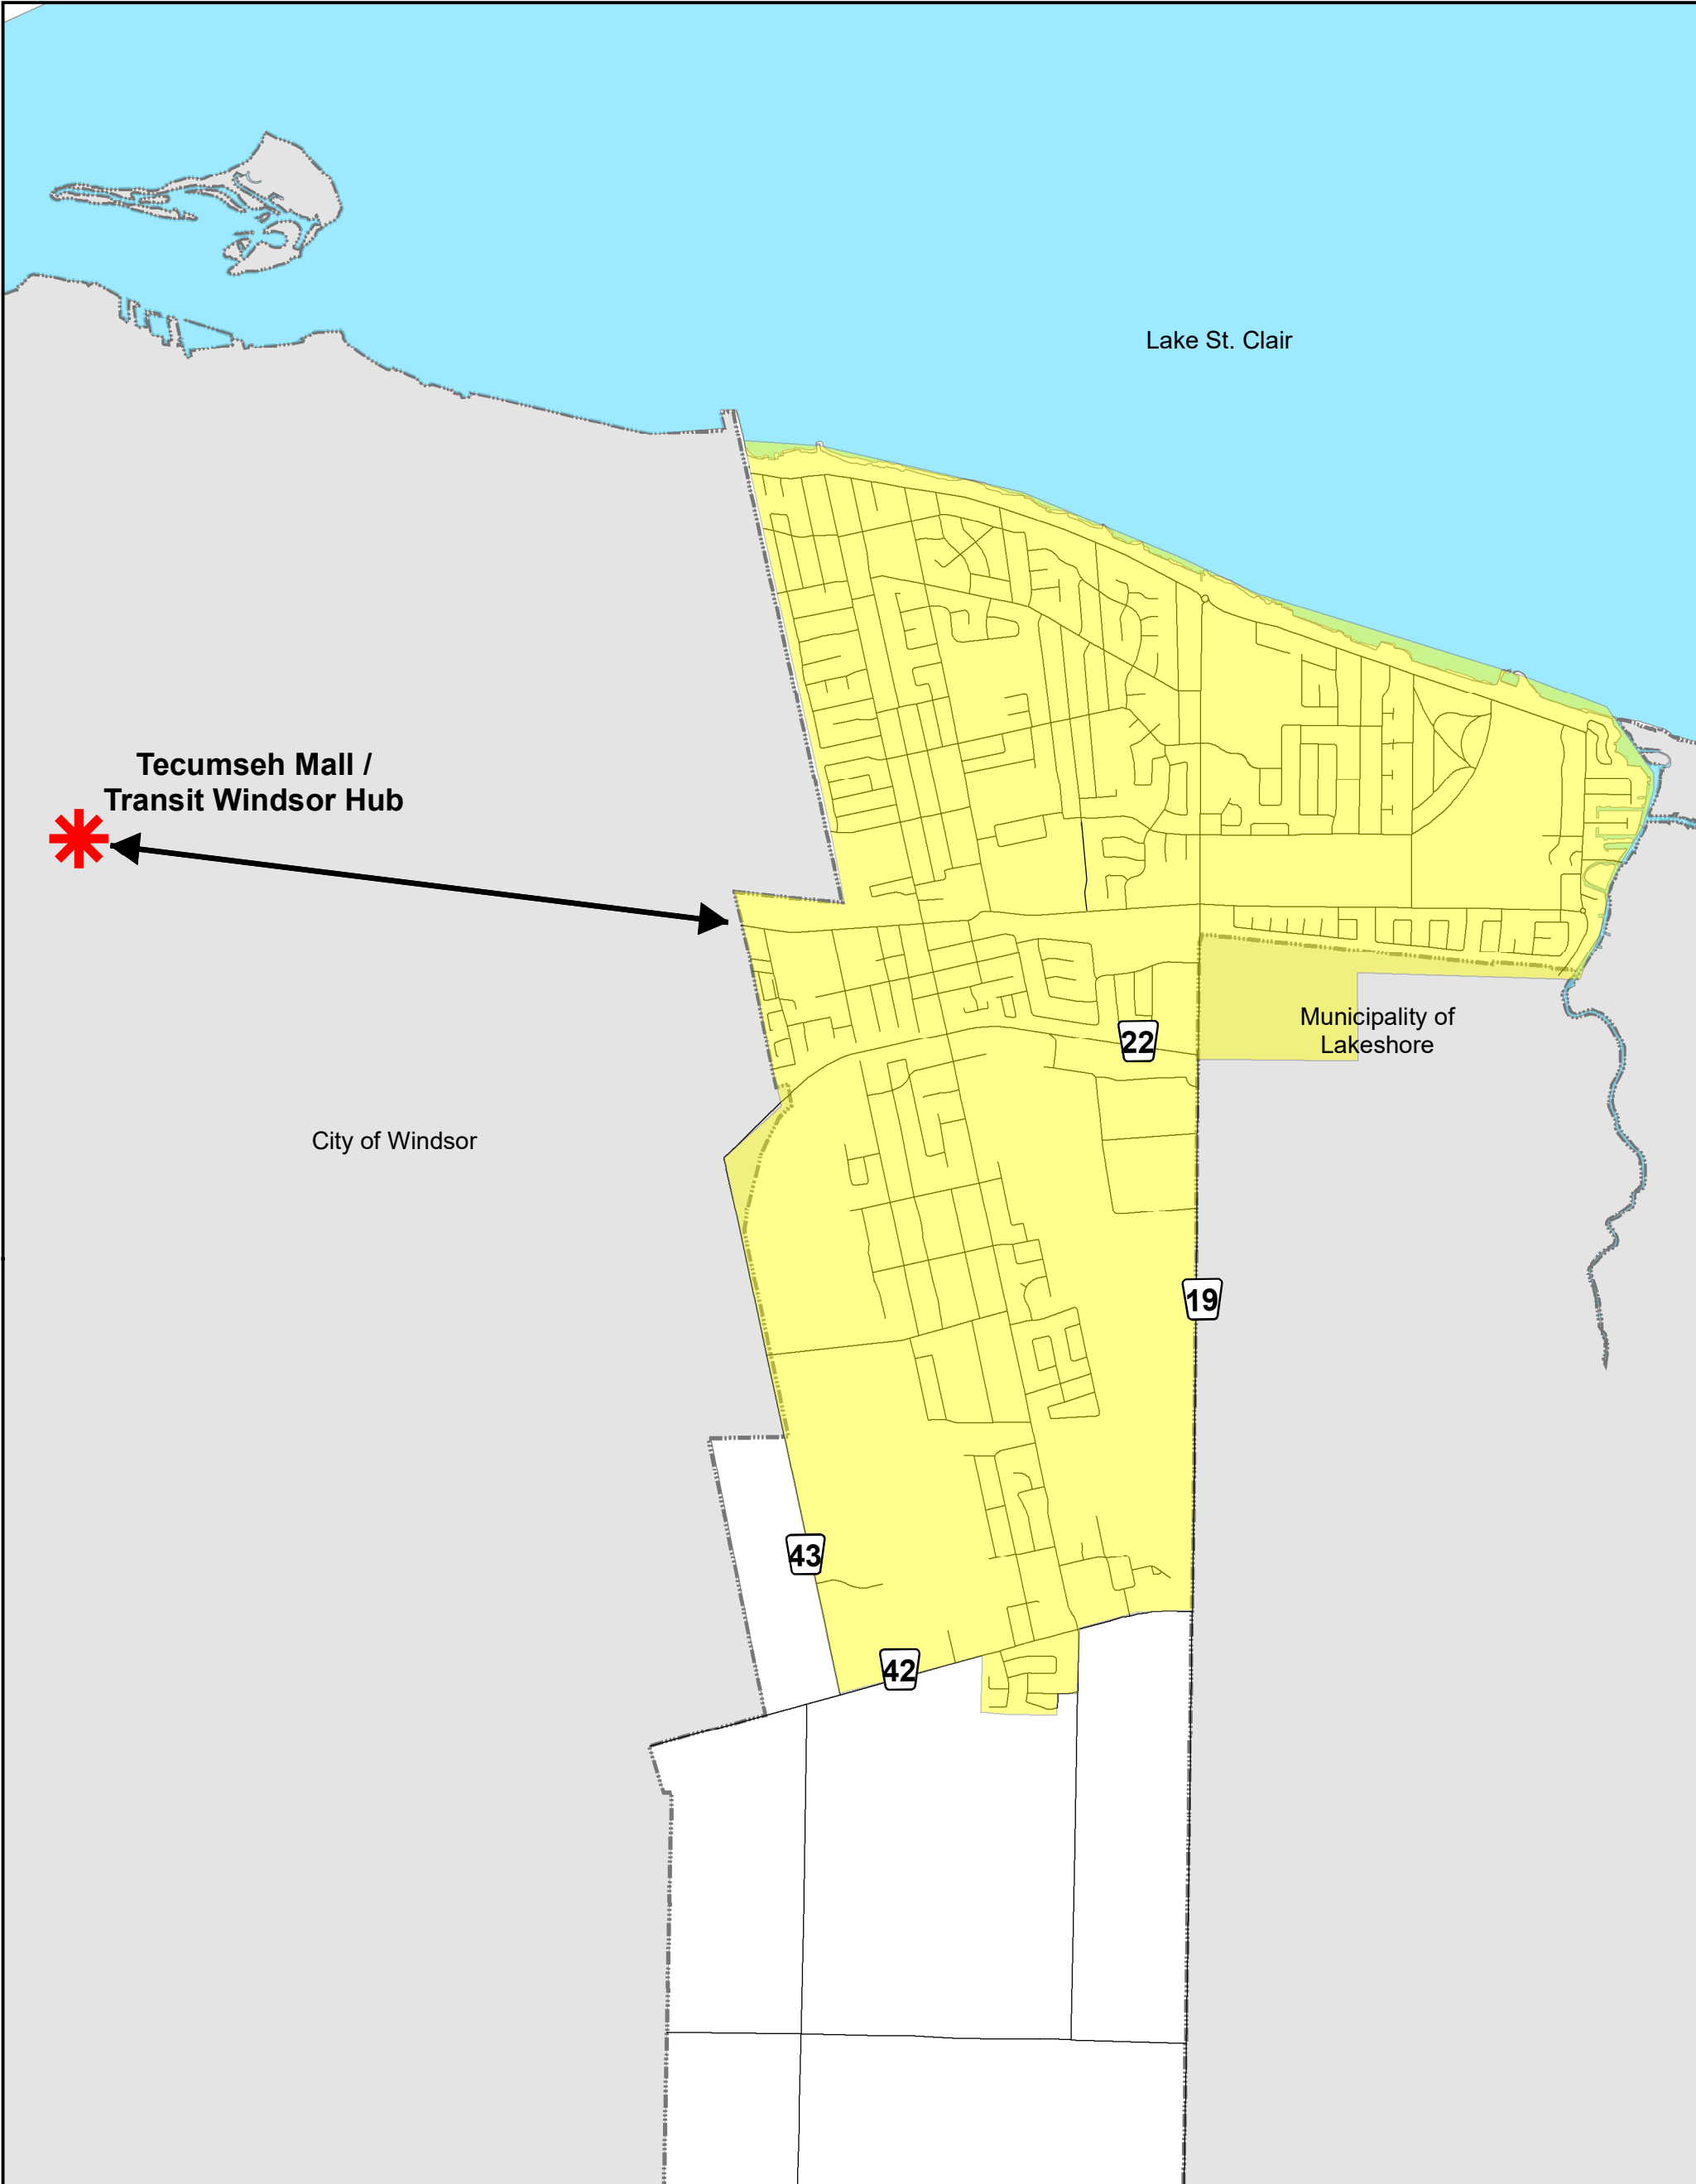 Lake St. Clair
Tecumseh Mall /
Transit Windsor Hub
Municipality of
Lakeshore
22
City of Windsor
19
43
42